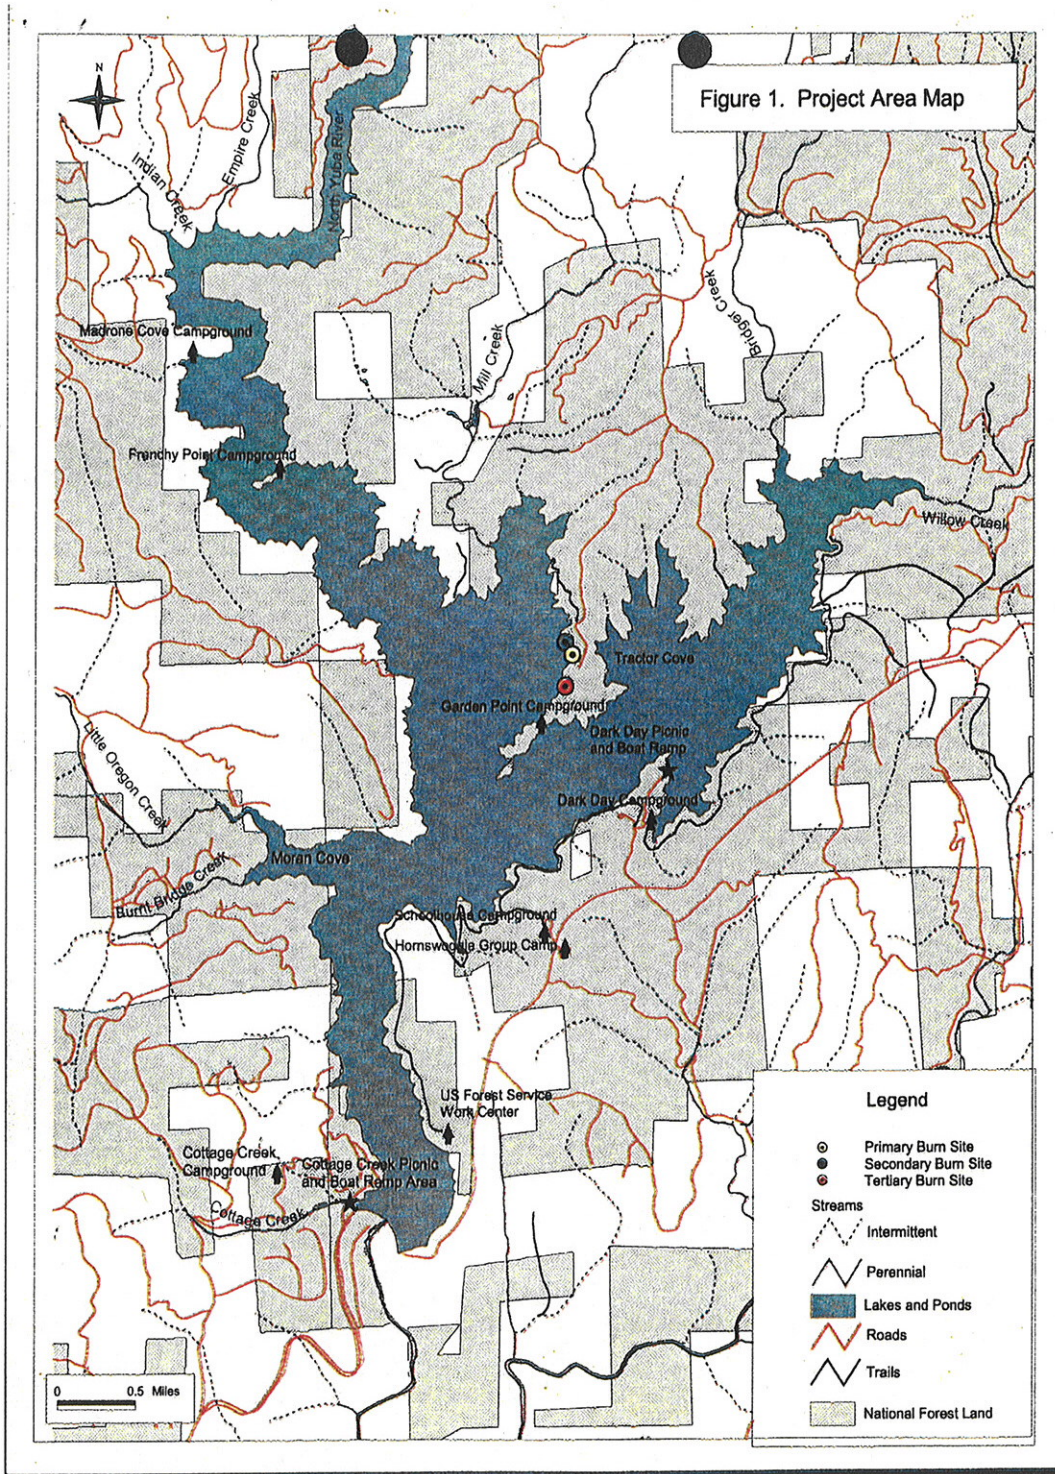 Figure 1.  Project Area Map
N
Indian Creek
Empire Creek
North Yuba River
Madrone Cove Campground
Mill Creek
Bridger Creek
Frenchy Point Campground
Willow Creek
Tractor Cove
Garden Point Campground
Dark Day Picnic
and Boat Ramp
Little Oregon Creek
Dark Day Campground
Moran Cove
Burnt Bridge Creek
Schoolhouse Campground
Hornswoggle Group Camp
US Forest Service
Work Center
Cottage Creek
Campground
Cottage Creek Picnic
and Boat Ramp Area
Cottage Creek
Legend
Primary Burn Site
Secondary Burn Site
Tertiary Burn Site
Streams
Intermittent
Perennial
Lakes and Ponds
Roads
Trails
National Forest Land
0 0.5 Miles